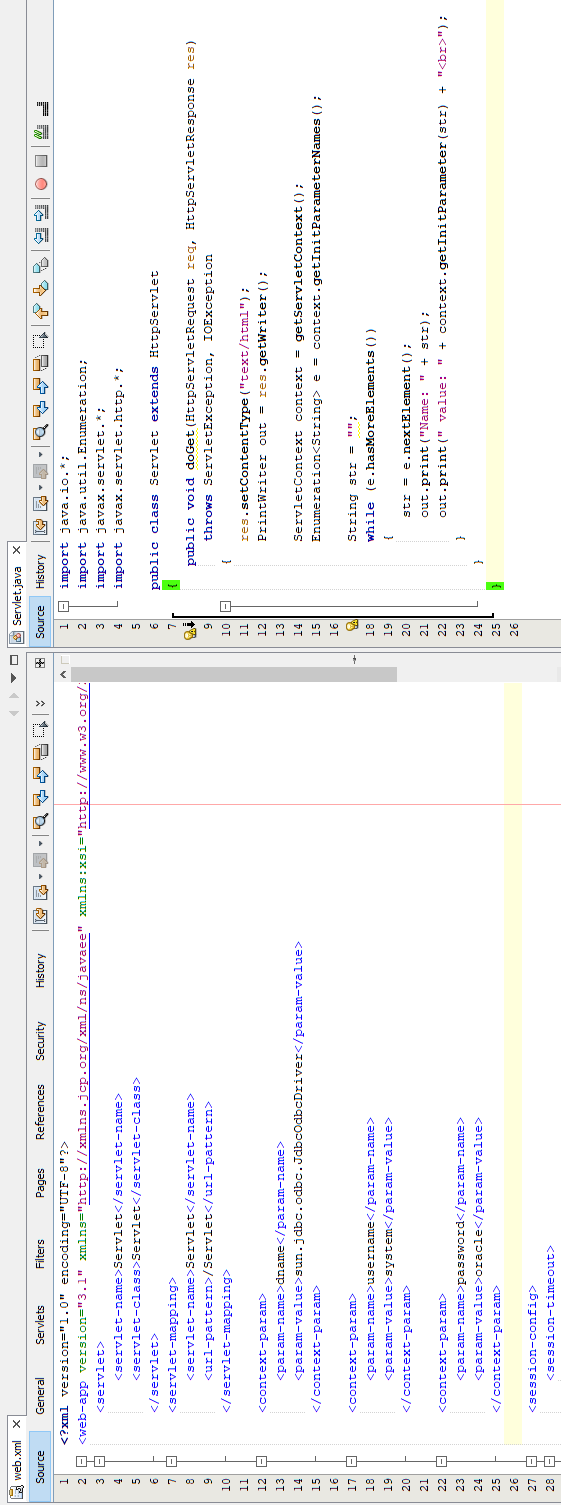 web.xml
Source General Servlets Filters Pages References Security History
1 <?xml version="1.0" encoding="UTF-8"?>
2 <web-app version="3.1" xmlns="http://xmlns.jcp.org/xml/ns/javaee" xmlns:xsi="http://www.w3.org/
3 <servlet>
4 <servlet-name>Servlet</servlet-name>
5 <servlet-class>Servlet</servlet-class>
6 </servlet>
7 <servlet-mapping>
8 <servlet-name>Servlet</servlet-name>
9 <url-pattern>/Servlet</url-pattern>
10 </servlet-mapping>
11
12 <context-param>
13 <param-name>dname</param-name>
14 <param-value>sun.jdbc.odbc.JdbcOdbcDriver</param-value>
15 </context-param>
16
17 <context-param>
18 <param-name>username</param-name>
19 <param-value>system</param-value>
20 </context-param>
21
22 <context-param>
23 <param-name>password</param-name>
24 <param-value>oracle</param-value>
25 </context-param>
26
27 <session-config>
28 <session-timeout>
Servlet.java
Source History
1 import java.io.*;
2 import java.util.Enumeration;
3 import javax.servlet.*;
4 import javax.servlet.http.*;
5
6 public class Servlet extends HttpServlet
7 {
public void doGet(HttpServletRequest req, HttpServletResponse res)
9 throws ServletException, IOException
10 {
11 res.setContentType("text/html");
12 PrintWriter out = res.getWriter();
13
14 ServletContext context = getServletContext();
15 Enumeration<String> e = context.getInitParameterNames();
16
String str = "";
18 while (e.hasMoreElements())
19 {
20 str = e.nextElement();
21 out.print("Name: " + str);
22 out.print(" value: " + context.getInitParameter(str) + "<br>");
23 }
24 }
25 }
26